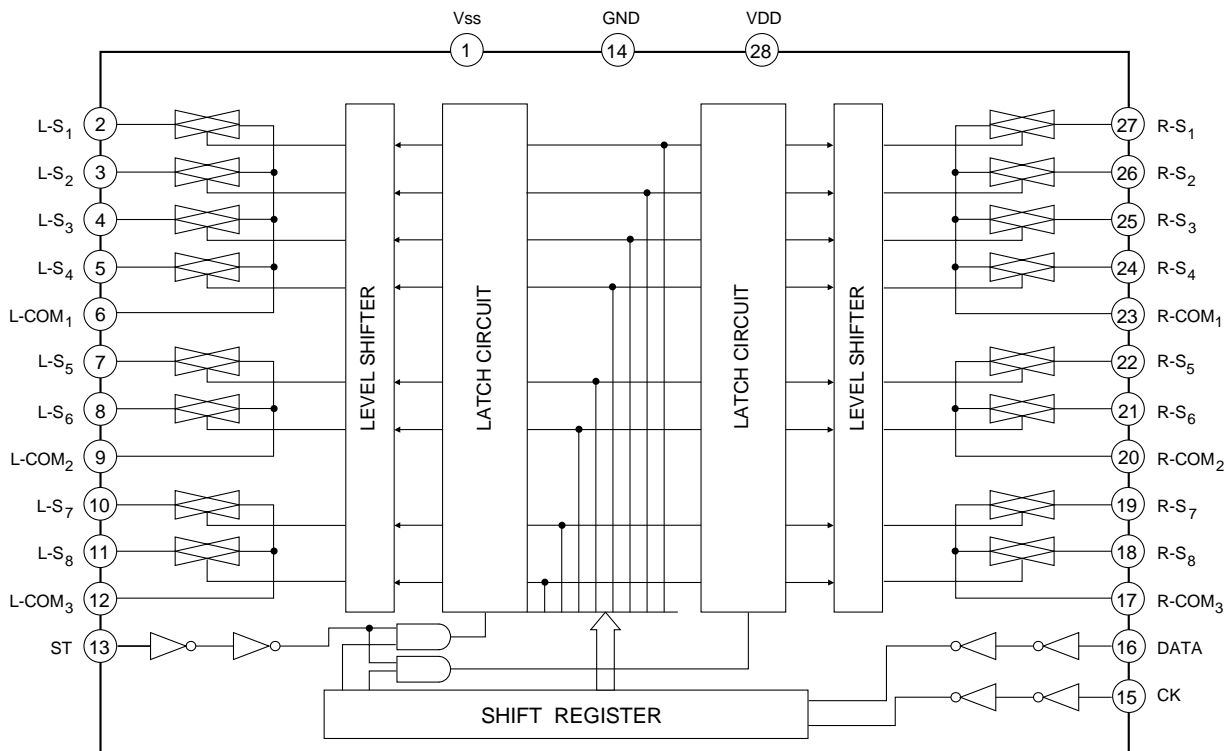 Vss GND VDD
1 14 28
L-S1 2 27 R-S1
L-S2 3 26 R-S2
L-S3 4 25 R-S3
L-S4 5 24 R-S4
L-COM1 6 23 R-COM1
L-S5 7 22 R-S5
L-S6 8 21 R-S6
L-COM2 9 20 R-COM2
L-S7 10 19 R-S7
L-S8 11 18 R-S8
L-COM3 12 17 R-COM3
LEVEL SHIFTER
LATCH CIRCUIT
LATCH CIRCUIT
LEVEL SHIFTER
ST 13 16 DATA
15 CK
SHIFT REGISTER